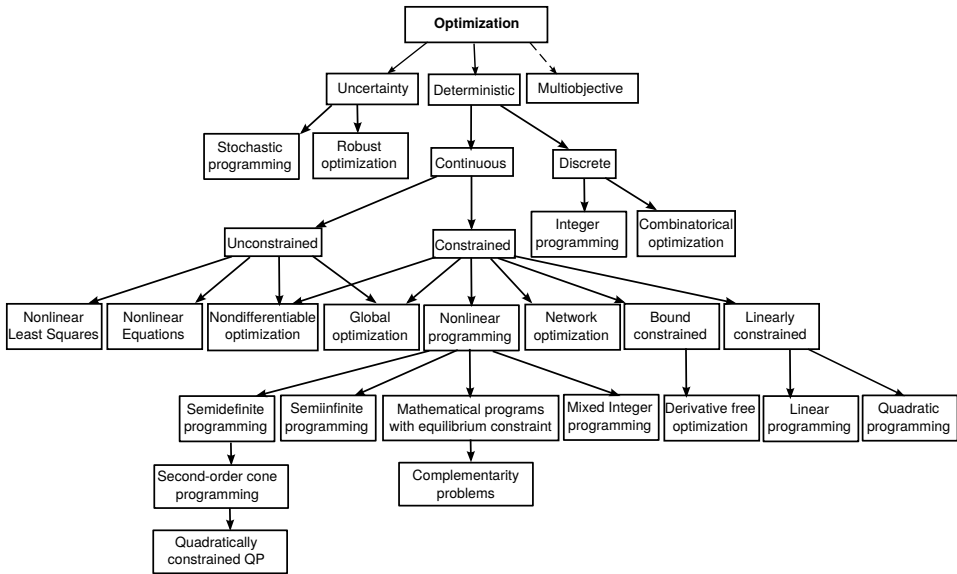 Optimization
Uncertainty
Deterministic
Multiobjective
Stochastic
programming
Robust
optimization
Continuous
Discrete
Integer
programming
Combinatorical
optimization
Unconstrained
Constrained
Nonlinear
Least Squares
Nonlinear
Equations
Nondifferentiable
optimization
Global
optimization
Nonlinear
programming
Network
optimization
Bound
constrained
Linearly
constrained
Semidefinite
programming
Semiinfinite
programming
Mathematical programs
with equilibrium constraint
Mixed Integer
programming
Derivative free
optimization
Linear
programming
Quadratic
programming
Second-order cone
programming
Complementarity
problems
Quadratically
constrained QP